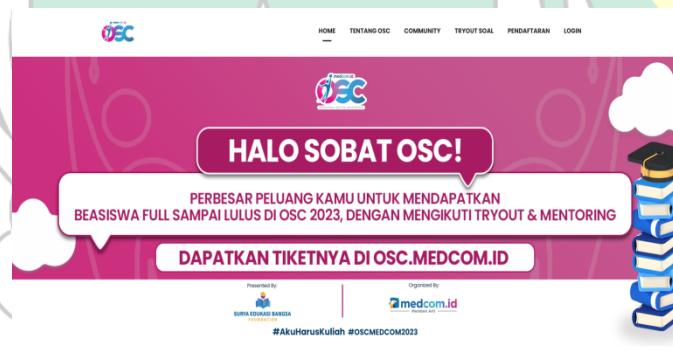 OSC
HOME TENTANG OSC COMMUNITY TRYOUT SOAL PENDAFTARAN LOGIN
medcom.id
OSC
HALO SOBAT OSC!
PERBESAR PELUANG KAMU UNTUK MENDAPATKAN
BEASISWA FULL SAMPAI LULUS DI OSC 2023, DENGAN MENGIKUTI TRYOUT & MENTORING
DAPATKAN TIKETNYA DI OSC.MEDCOM.ID
Presented By: Organized By:
SURYA EDUKASI BANGSA
FOUNDATION
medcom.id
#AkuHarusKuliah #OSCMEDCOM2023